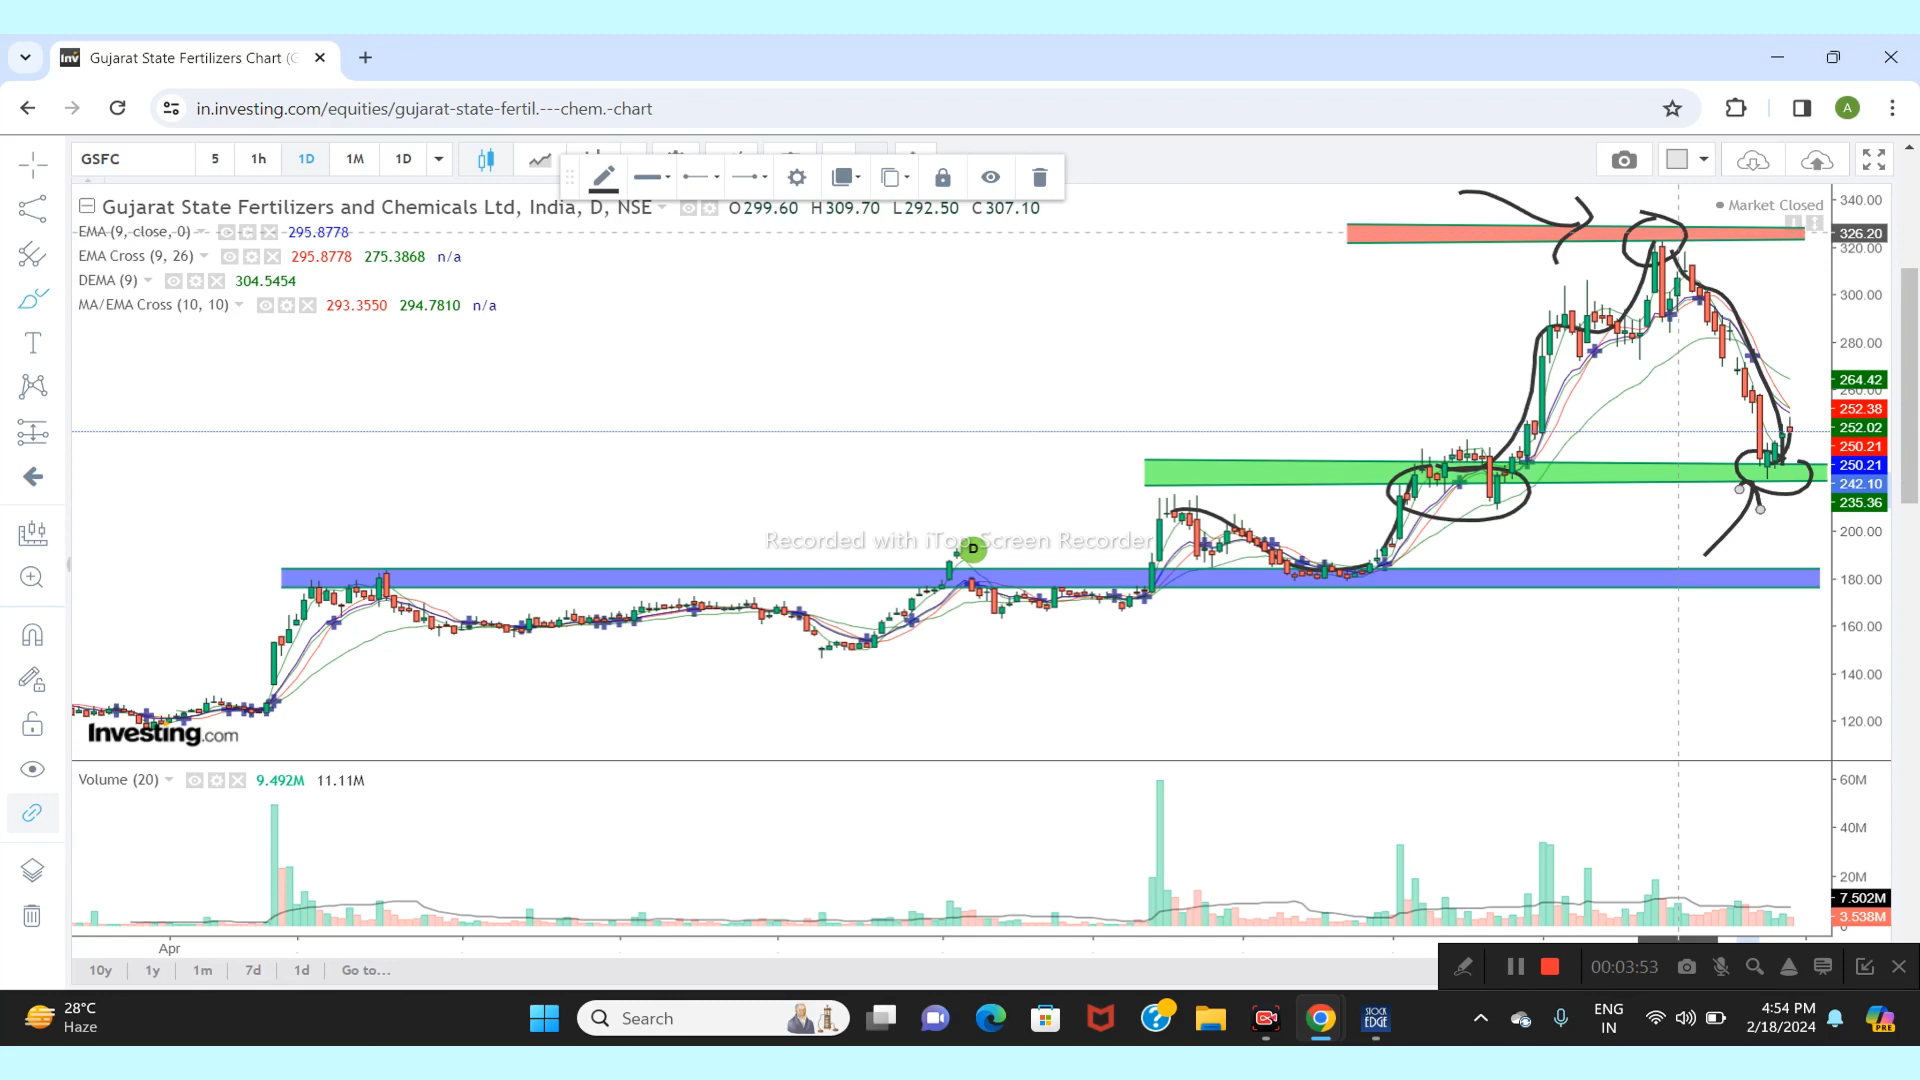 Gujarat State Fertilizers Chart (G
in.investing.com/equities/gujarat-state-fertil.---chem.-chart
A
GSFC 5 1h 1D 1M 1D
Gujarat State Fertilizers and Chemicals Ltd, India, D, NSE O299.60 H309.70 L292.50 C307.10
Market Closed
EMA (9, close, 0) 295.8778
EMA Cross (9, 26) 295.8778 275.3868 n/a
DEMA (9) 304.5454
MA/EMA Cross (10, 10) 293.3550 294.7810 n/a
340.00
326.20
320.00
300.00
280.00
264.42
260.00
252.38
252.02
250.21
250.21
242.10
235.36
200.00
180.00
160.00
140.00
120.00
D
Recorded with iTop Screen Recorder
Investing.com
Volume (20) 9.492M 11.11M
60M
40M
20M
7.502M
3.538M
0
Apr
10y 1y 1m 7d 1d Go to...
00:03:53
28°C
Haze
Search
STOCK
EDGE
ENG
IN
4:54 PM
2/18/2024
PRE